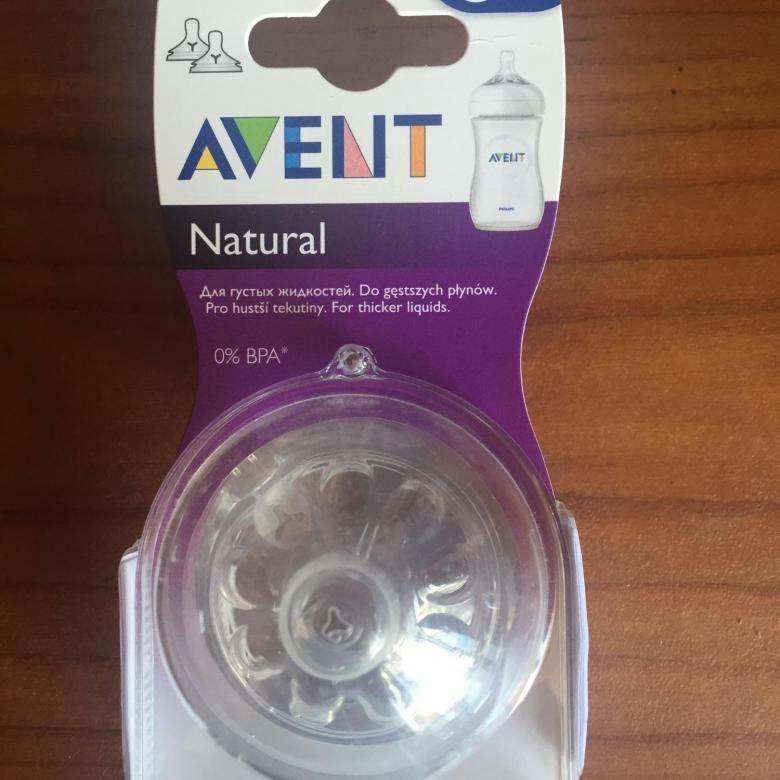 AVENT
AVENT
PHILIPS
Natural
Для густых жидкостей. Do gęstszych płynów.
Pro hustší tekutiny. For thicker liquids.
0% BPA*